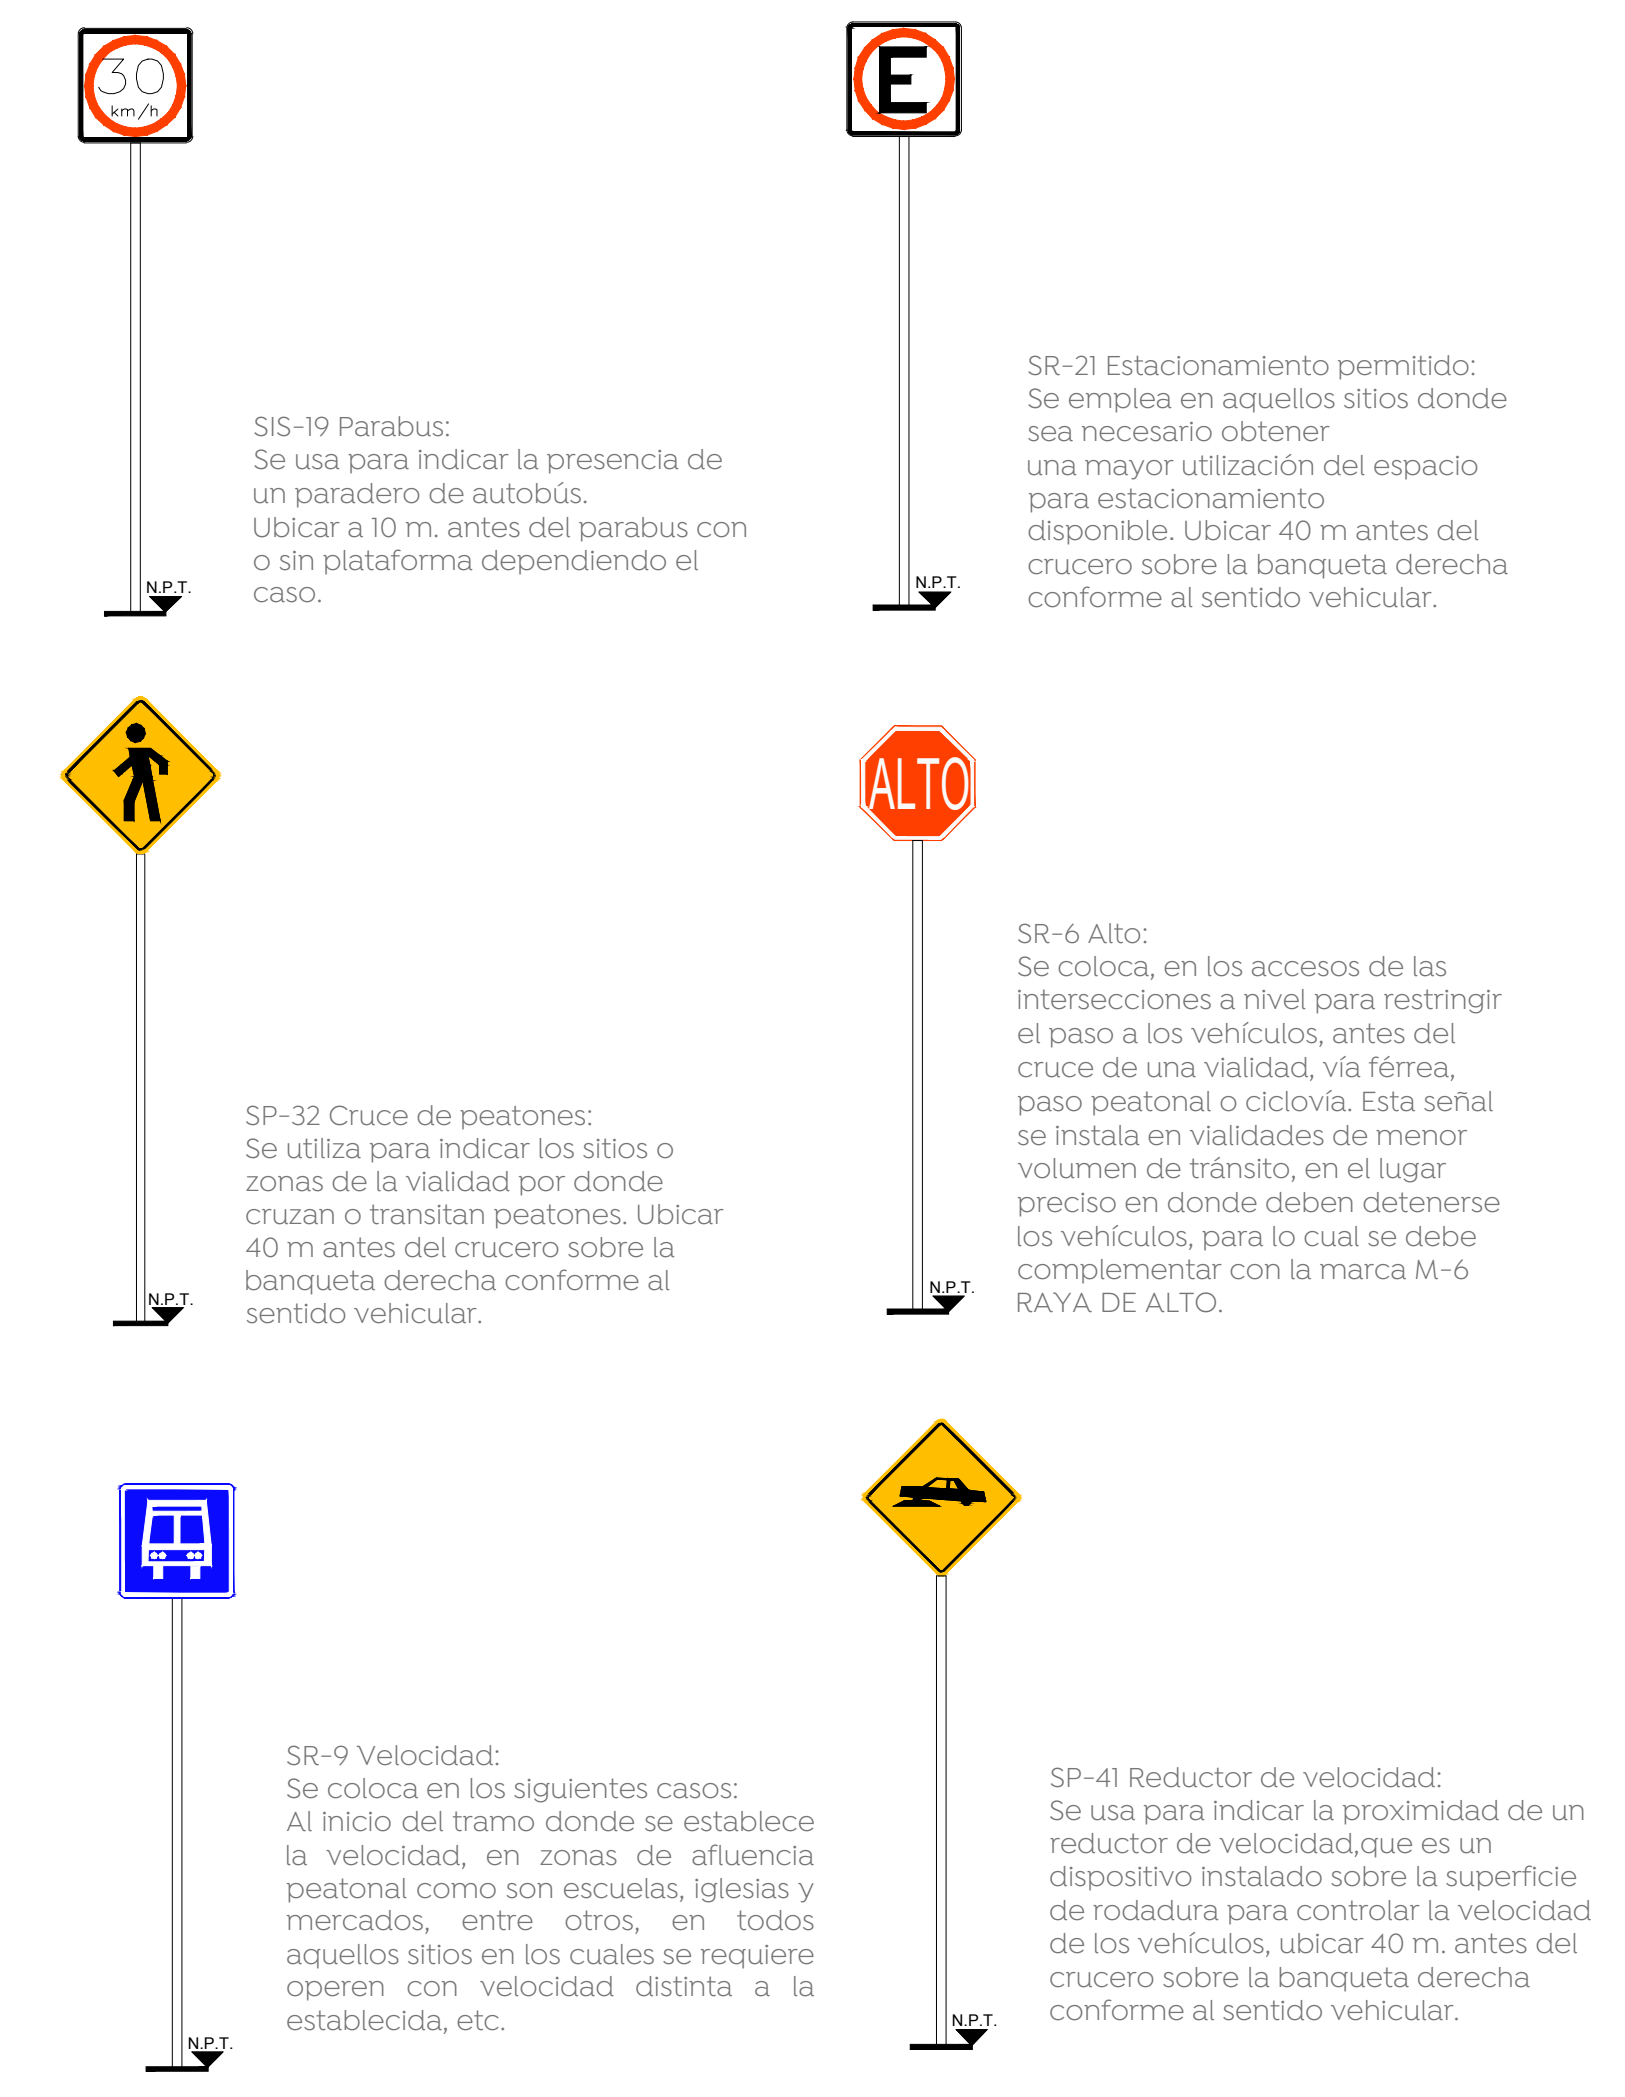 30
km/h
N.P.T.
SIS-19 Parabus:
Se usa para indicar la presencia de
un paradero de autobús.
Ubicar a 10 m. antes del parabus con
o sin plataforma dependiendo el
caso.
E
N.P.T.
SR-21 Estacionamiento permitido:
Se emplea en aquellos sitios donde
sea necesario obtener
una mayor utilización del espacio
para estacionamiento
disponible. Ubicar 40 m antes del
crucero sobre la banqueta derecha
conforme al sentido vehicular.
N.P.T.
SP-32 Cruce de peatones:
Se utiliza para indicar los sitios o
zonas de la vialidad por donde
cruzan o transitan peatones. Ubicar
40 m antes del crucero sobre la
banqueta derecha conforme al
sentido vehicular.
ALTO
N.P.T.
SR-6 Alto:
Se coloca, en los accesos de las
intersecciones a nivel para restringir
el paso a los vehículos, antes del
cruce de una vialidad, vía férrea,
paso peatonal o ciclovía. Esta señal
se instala en vialidades de menor
volumen de tránsito, en el lugar
preciso en donde deben detenerse
los vehículos, para lo cual se debe
complementar con la marca M-6
RAYA DE ALTO.
N.P.T.
SR-9 Velocidad:
Se coloca en los siguientes casos:
Al inicio del tramo donde se establece
la velocidad, en zonas de afluencia
peatonal como son escuelas, iglesias y
mercados, entre otros, en todos
aquellos sitios en los cuales se requiere
operen con velocidad distinta a la
establecida, etc.
N.P.T.
SP-41 Reductor de velocidad:
Se usa para indicar la proximidad de un
reductor de velocidad,que es un
dispositivo instalado sobre la superficie
de rodadura para controlar la velocidad
de los vehículos, ubicar 40 m. antes del
crucero sobre la banqueta derecha
conforme al sentido vehicular.